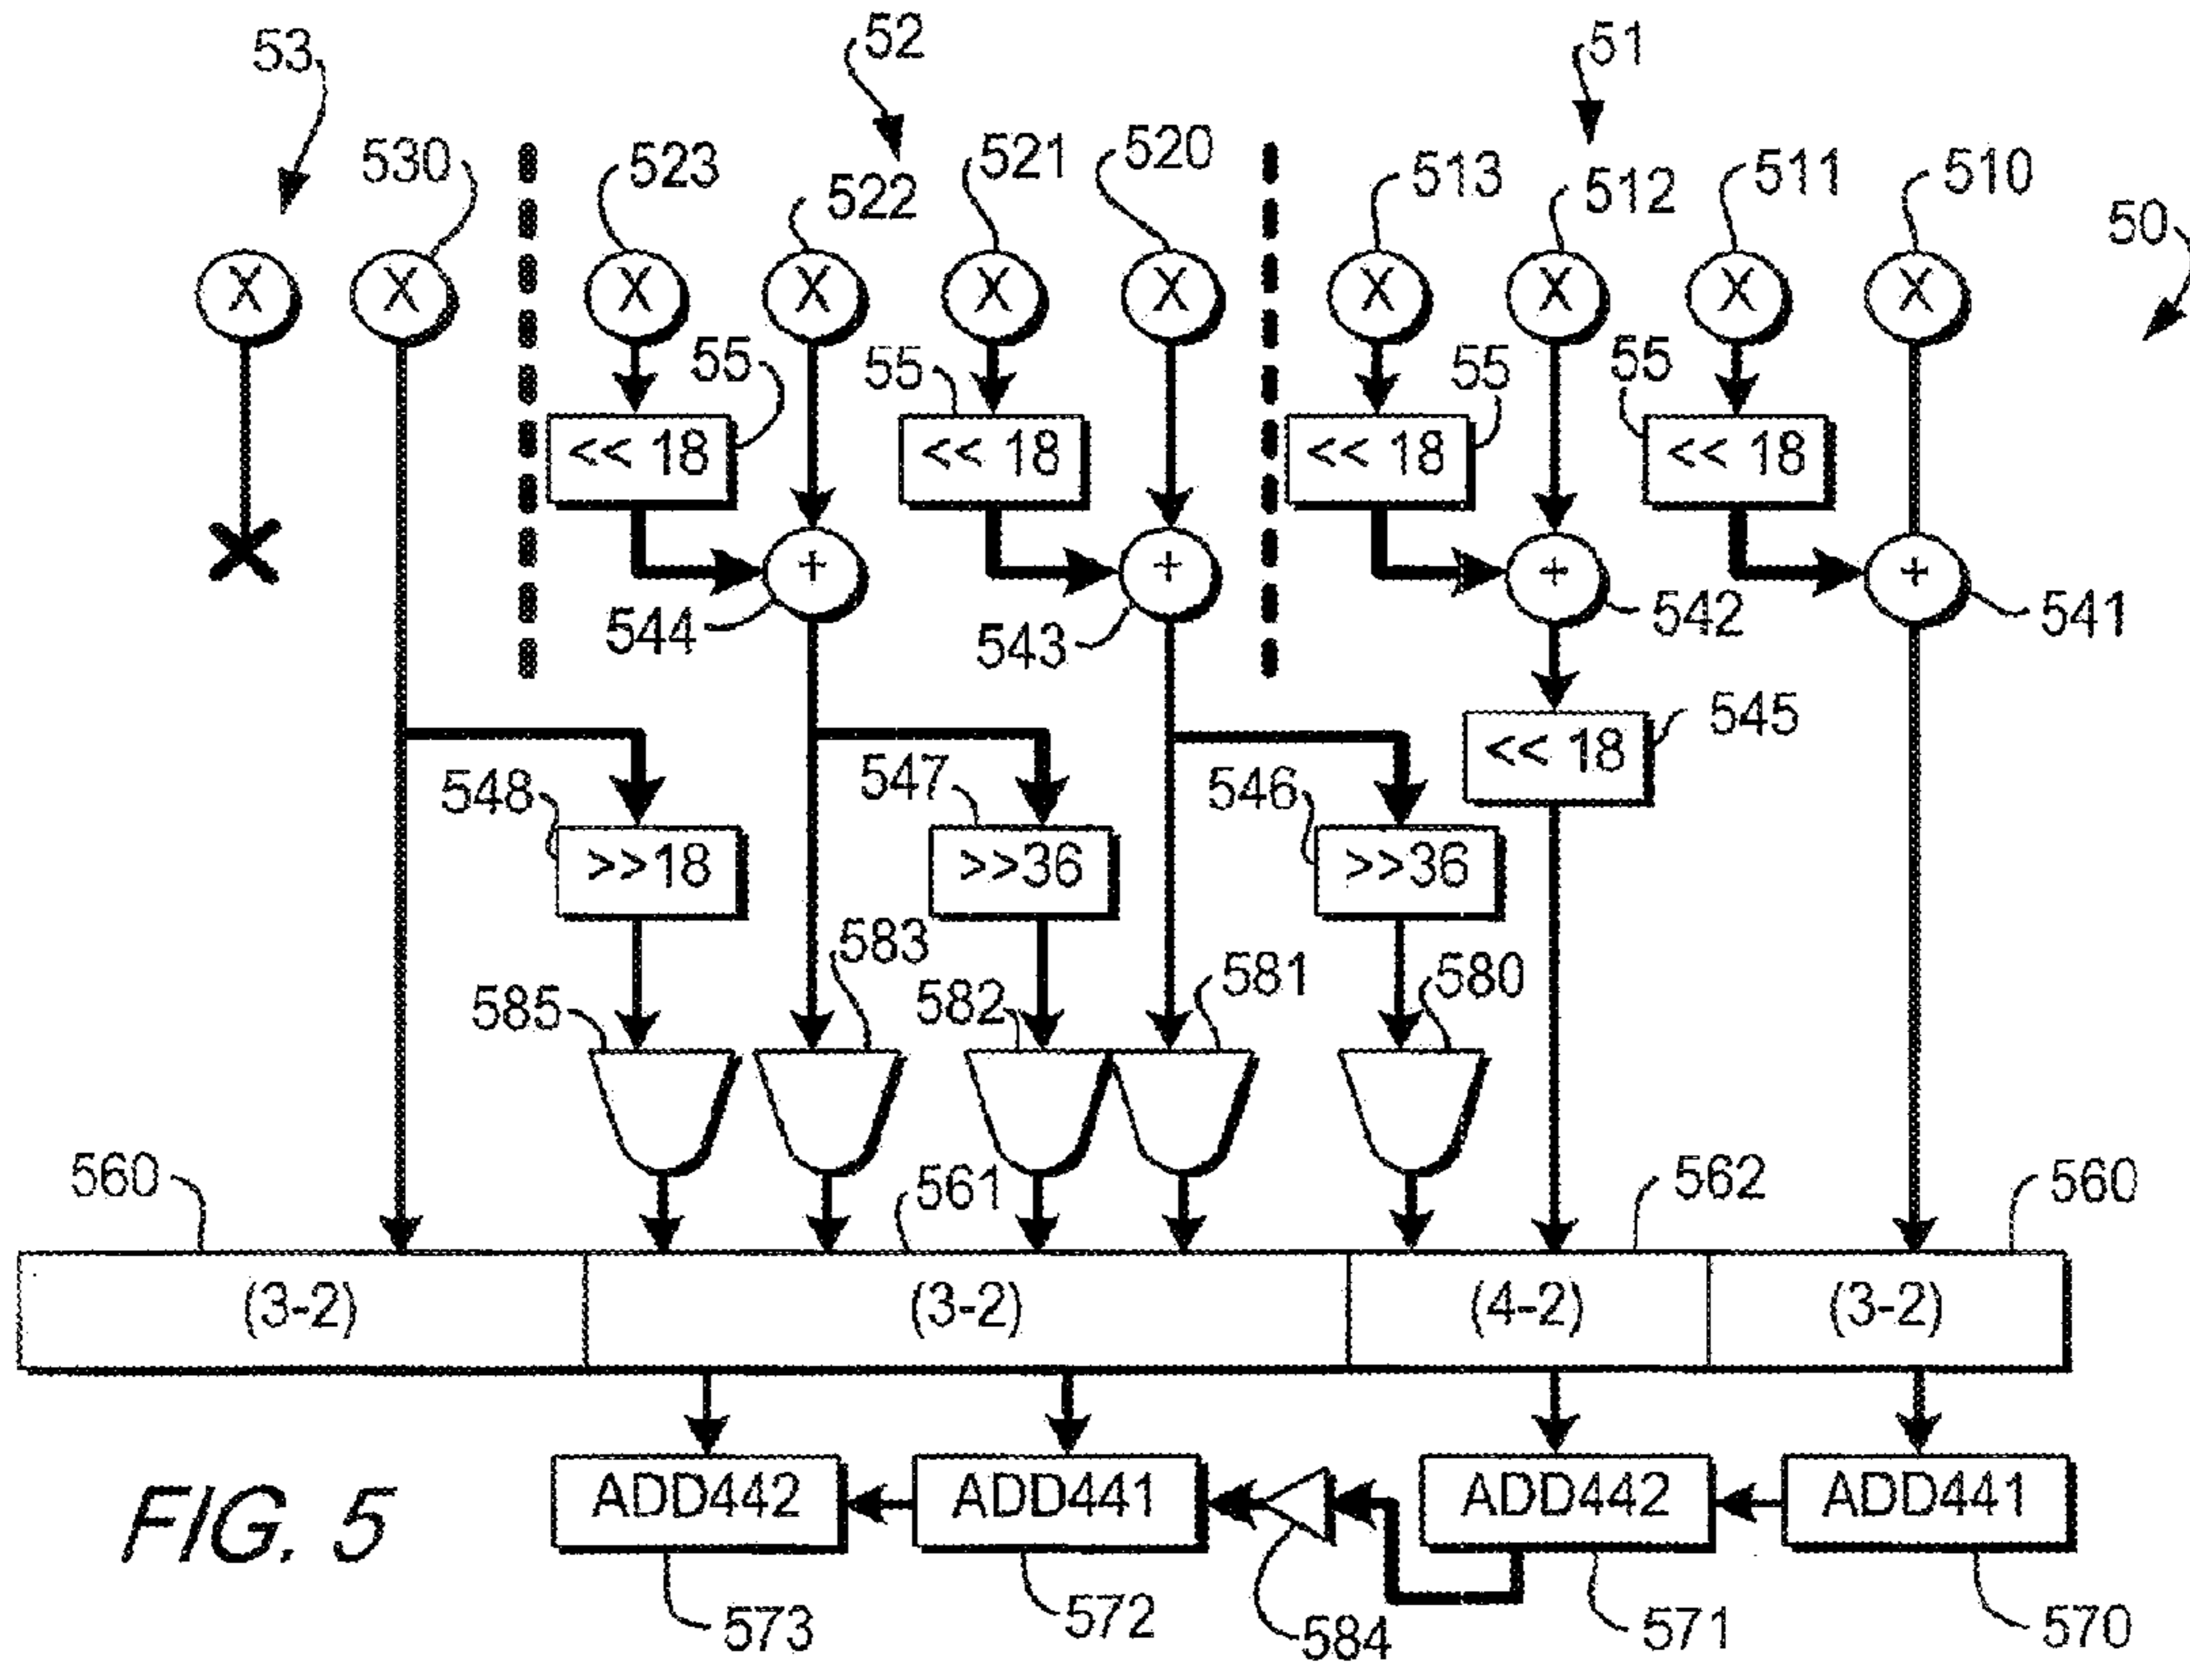 53 52 51
530 523 522 521 520 513 512 511 510 50
X X X X X X X X X X
55 55 55 55
<< 18 << 18 << 18 << 18
+ + + +
544 543 542 541
545
<< 18
548 547 546
>>18 >>36 >>36
585 583 582 581 580
560 561 562 560
(3-2) (3-2) (4-2) (3-2)
ADD442 ADD441 ADD442 ADD441
573 572 584 571 570
FIG. 5